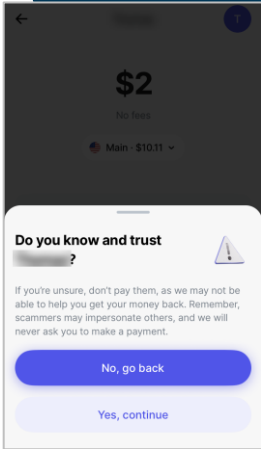 T
$2
No fees
Main · $10.11
Do you know and trust
?
If you're unsure, don't pay them, as we may not be
able to help you get your money back. Remember,
scammers may impersonate others, and we will
never ask you to make a payment.
No, go back
Yes, continue